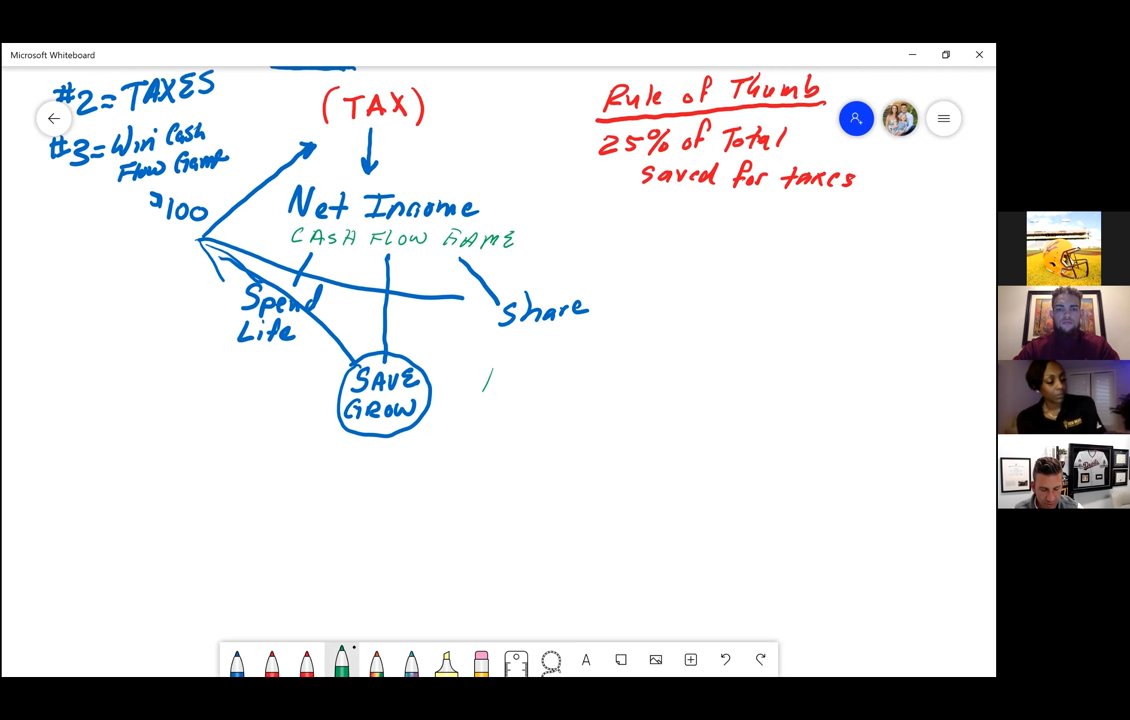 Microsoft Whiteboard
#2 = TAXES
#3 = Win Cash
Flow Game
$100
(TAX)
Net Income
CASH FLOW GAME
Spend
Life
Share
SAVE
GROW
Rule of Thumb
25% of Total
saved for taxes
A